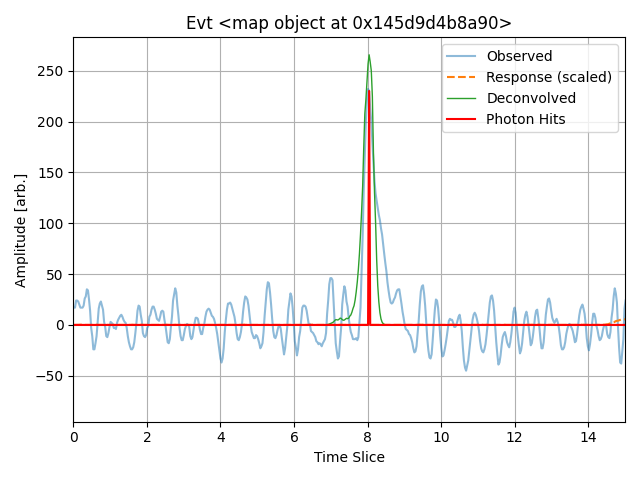 Evt <map object at 0x145d9d4b8a90>
Observed
Response (scaled)
Deconvolved
Photon Hits
Amplitude [arb.]
250
200
150
100
50
0
−50
0 2 4 6 8 10 12 14
Time Slice